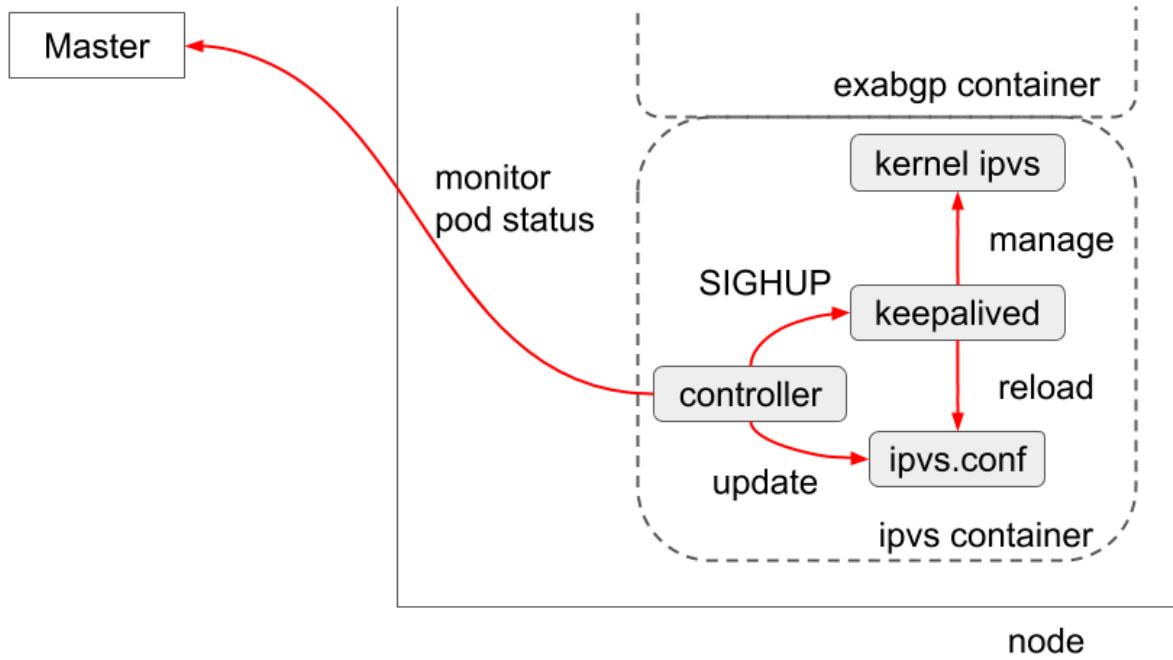 Master
exabgp container
kernel ipvs
monitor
pod status
manage
SIGHUP
keepalived
controller
reload
ipvs.conf
update
ipvs container
node